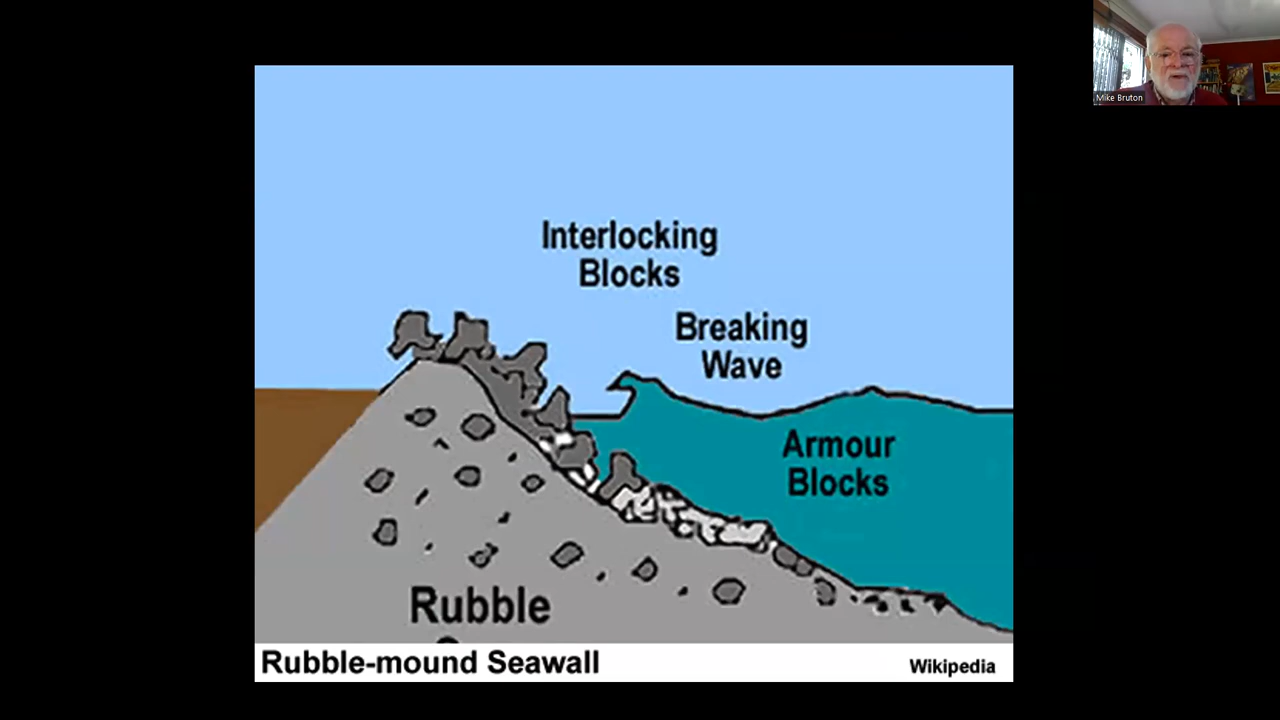 Mike Bruton
Interlocking
Blocks
Breaking
Wave
Armour
Blocks
Rubble
Rubble-mound Seawall
Wikipedia